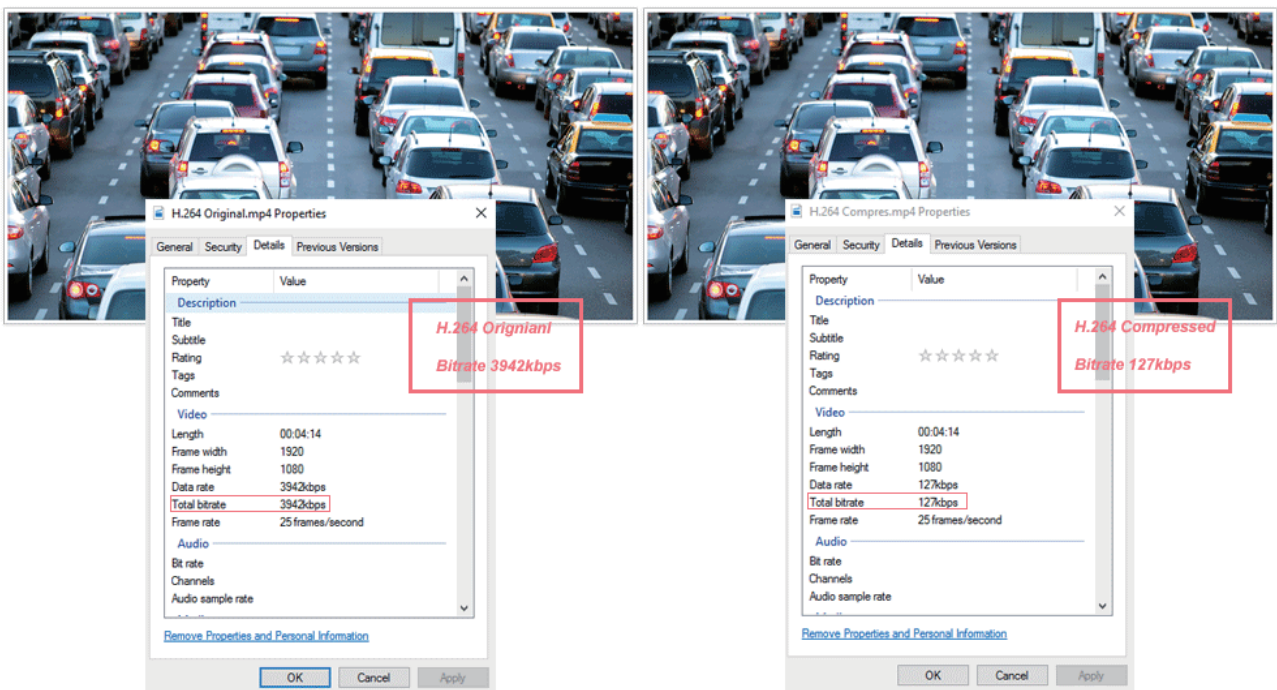 H.264 Original.mp4 Properties
General Security Details Previous Versions
Property Value
Description
Title
Subtitle
Rating
Tags
Comments
Video
Length 00:04:14
Frame width 1920
Frame height 1080
Data rate 3942kbps
Total bitrate 3942kbps
Frame rate 25 frames/second
Audio
Bit rate
Channels
Audio sample rate
Remove Properties and Personal Information
OK Cancel Apply
H.264 Orignianl
Bitrate 3942kbps
H.264 Compres.mp4 Properties
General Security Details Previous Versions
Property Value
Description
Title
Subtitle
Rating
Tags
Comments
Video
Length 00:04:14
Frame width 1920
Frame height 1080
Data rate 127kbps
Total bitrate 127kbps
Frame rate 25 frames/second
Audio
Bit rate
Channels
Audio sample rate
Remove Properties and Personal Information
OK Cancel Apply
H.264 Compressed
Bitrate 127kbps